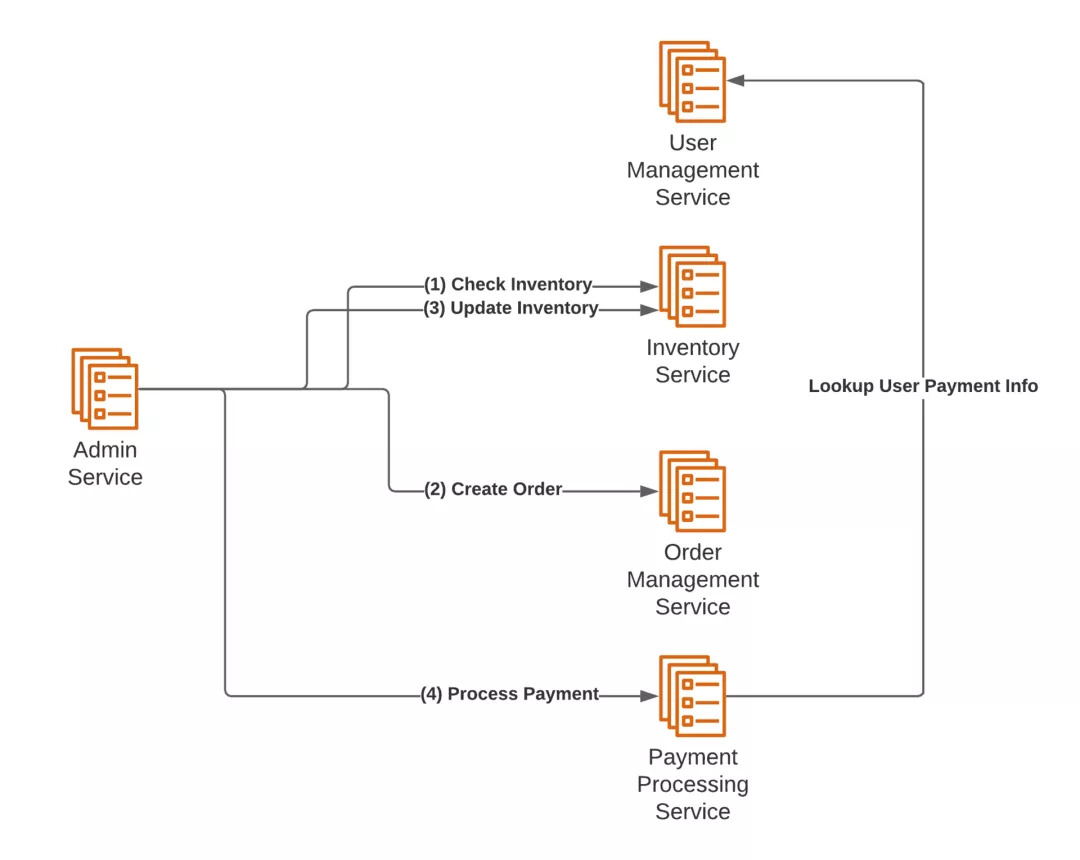 User
Management
Service
(1) Check Inventory
(3) Update Inventory
Inventory
Service
Lookup User Payment Info
Admin
Service
(2) Create Order
Order
Management
Service
(4) Process Payment
Payment
Processing
Service